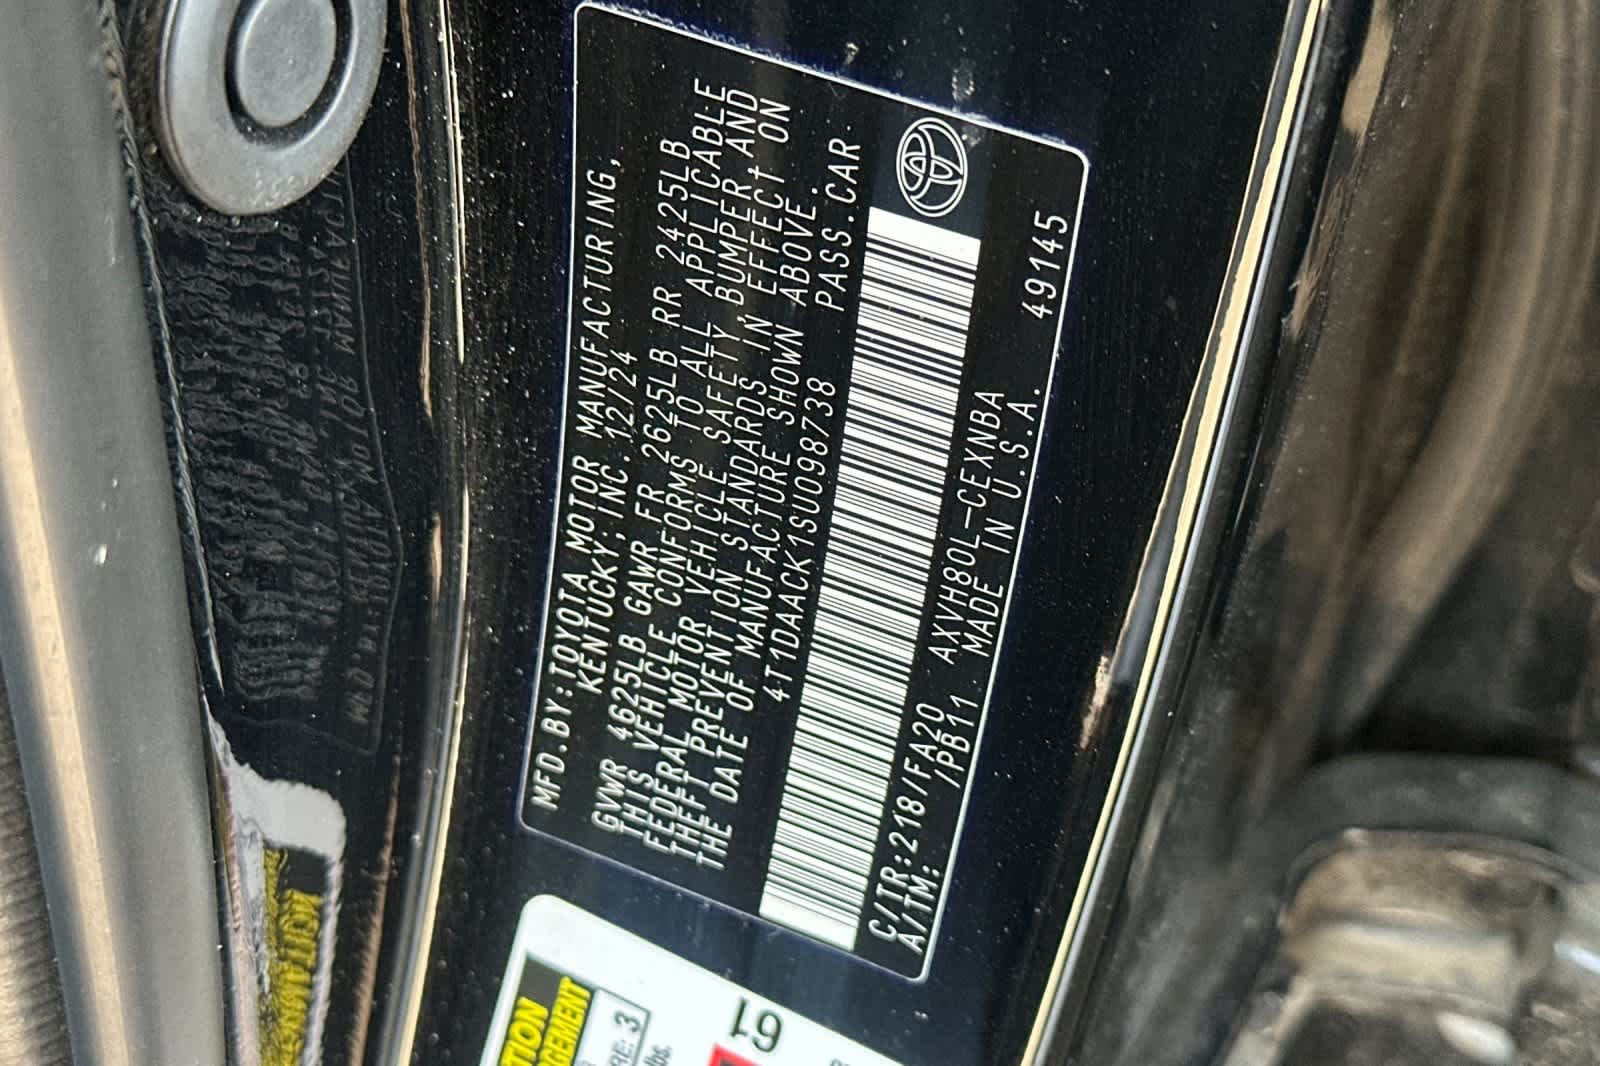 MFD.BY:TOYOTA MOTOR MANUFACTURING,
KENTUCKY,INC. 12/24
GVWR 4625LB GAWR FR 2625LB RR 2425LB
THIS VEHICLE CONFORMS TO ALL APPLICABLE
FEDERAL MOTOR VEHICLE SAFETY,BUMPER,AND
THEFT PREVENTION STANDARDS IN EFFECT ON
THE DATE OF MANUFACTURE SHOWN ABOVE.
4T1DAACK1SU098738 PASS.CAR.
C/TR:218/FA20 AXVH80L-CEXNBA
A/TM: /PB11 MADE IN U.S.A. 49145
61